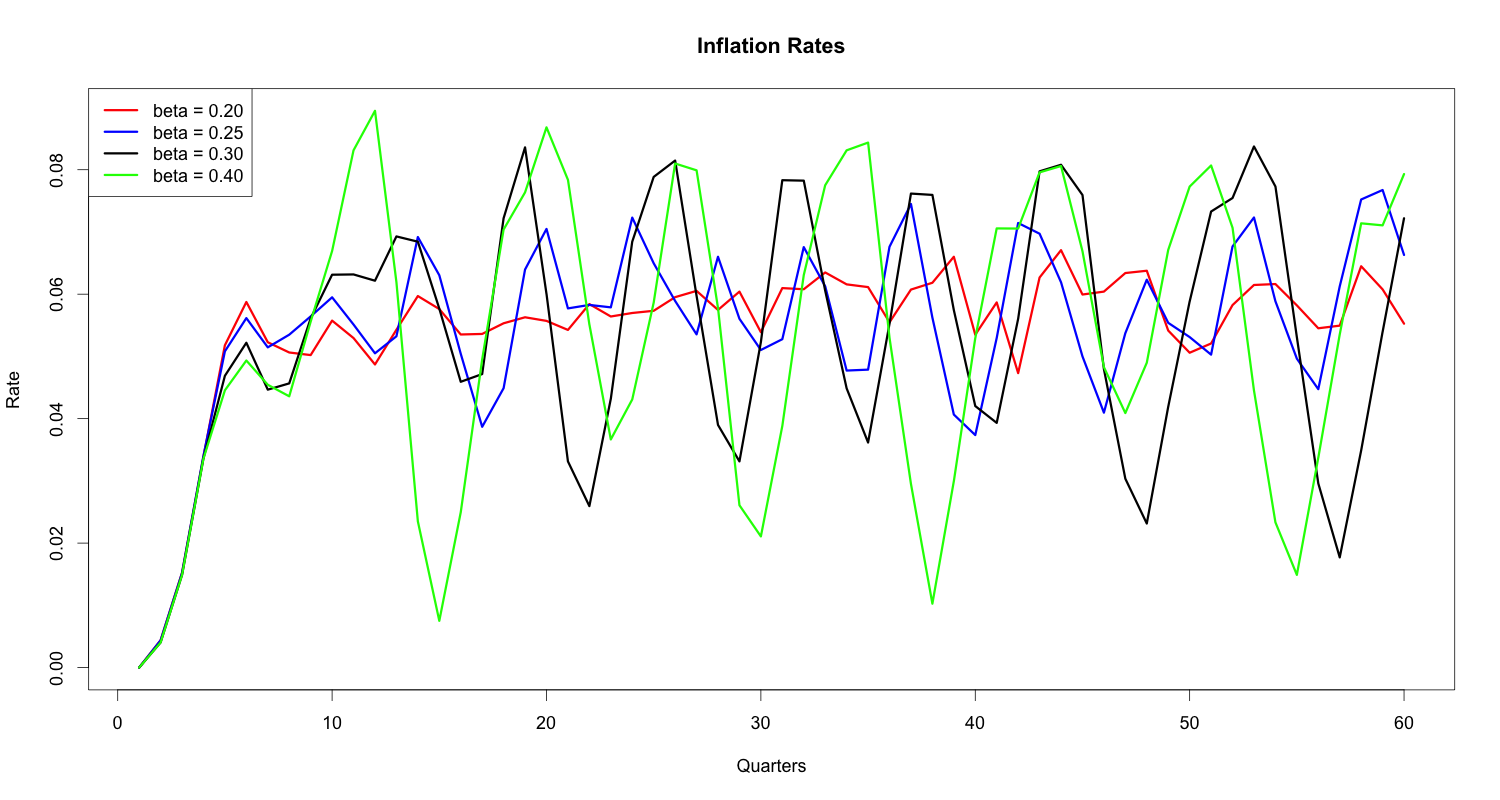 Inflation Rates
beta = 0.20
beta = 0.25
beta = 0.30
beta = 0.40
Rate
0.08
0.06
0.04
0.02
0.00
0 10 20 30 40 50 60
Quarters